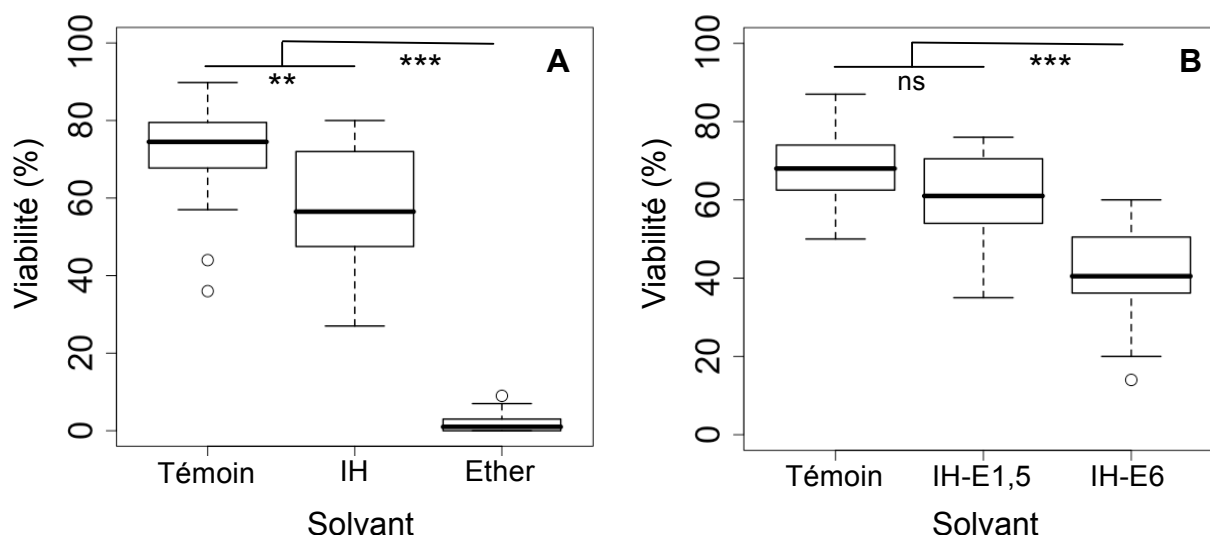 A
** ***
Viabilité (%)
100
80
60
40
20
0
Témoin IH Ether
Solvant
B
ns ***
Viabilité (%)
100
80
60
40
20
0
Témoin IH-E1,5 IH-E6
Solvant